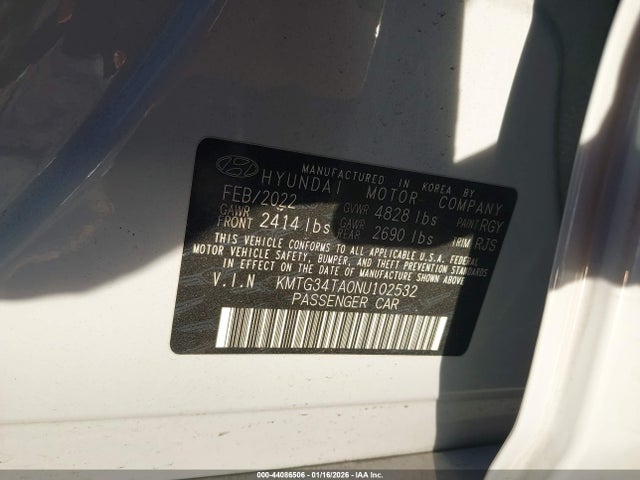 MANUFACTURED IN KOREA BY
HYUNDAI MOTOR COMPANY
FEB/2022 GVWR 4828 lbs PAINT RGY
GAWR FRONT 2414 lbs GAWR REAR 2690 lbs TRIM RJS
THIS VEHICLE CONFORMS TO ALL APPLICABLE U.S.A. FEDERAL
MOTOR VEHICLE SAFETY, BUMPER, AND THEFT PREVENTION STANDARDS
IN EFFECT ON THE DATE OF MANUFACTURE SHOWN ABOVE
V.I.N KMTG34TA0NU102532
PASSENGER CAR
000-44086506 - 01/16/2026 - IAA Inc.